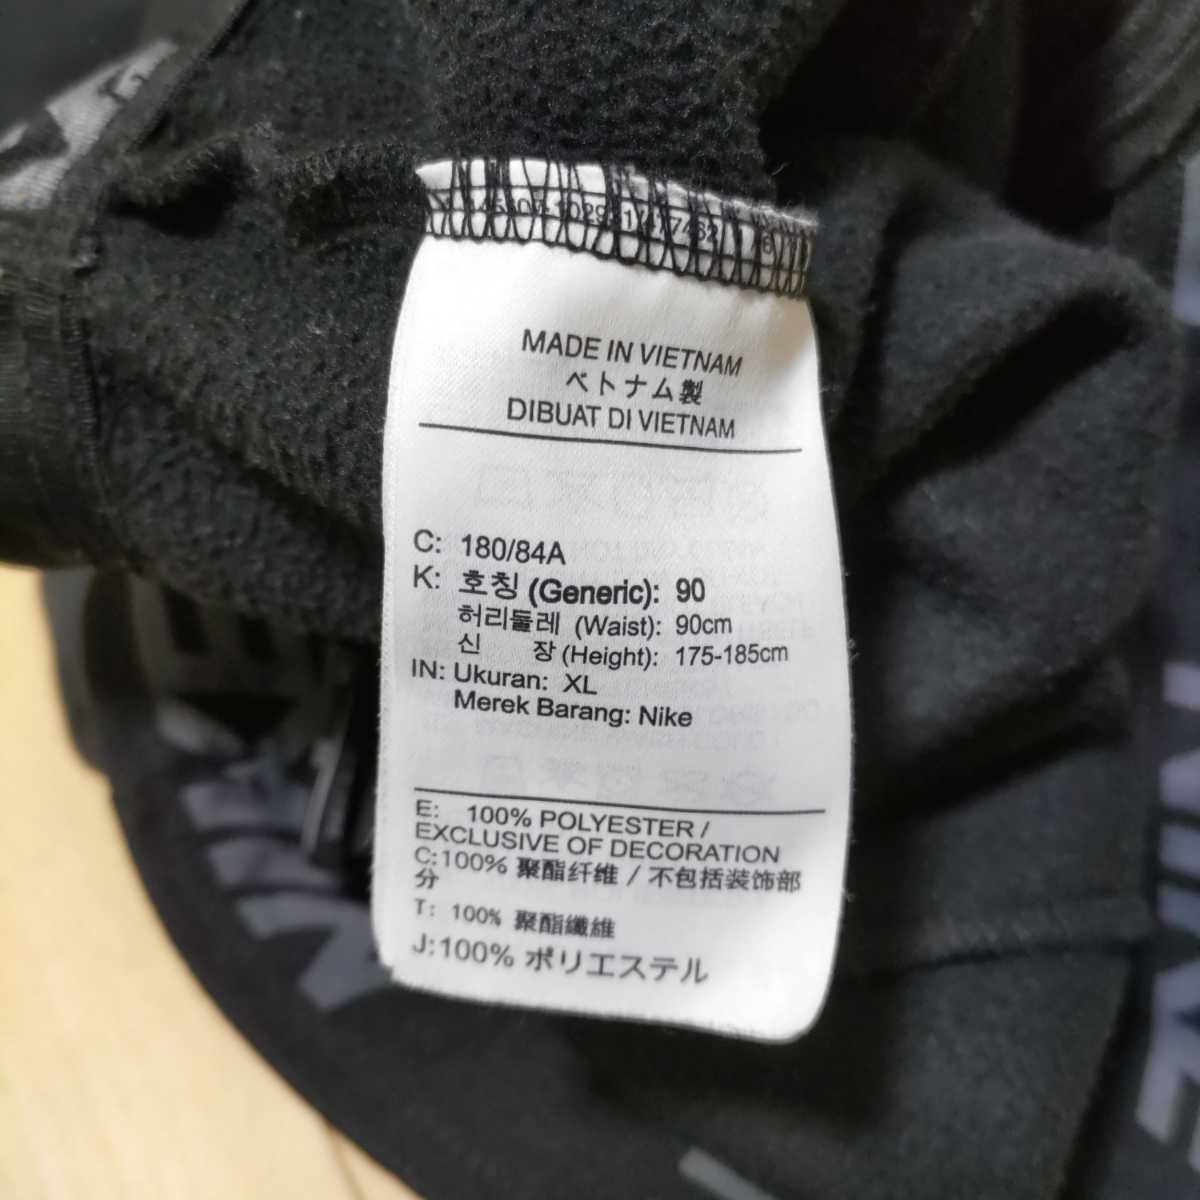 MADE IN VIETNAM
ベトナム製
DIBUAT DI VIETNAM
C: 180/84A
K: 호칭 (Generic): 90
허리둘레 (Waist): 90cm
신 장 (Height): 175-185cm
IN: Ukuran: XL
Merek Barang: Nike
E: 100% POLYESTER /
EXCLUSIVE OF DECORATION
C:100% 聚酯纤维 / 不包括装饰部
分
T: 100% 聚酯纖維
J:100% ポリエステル